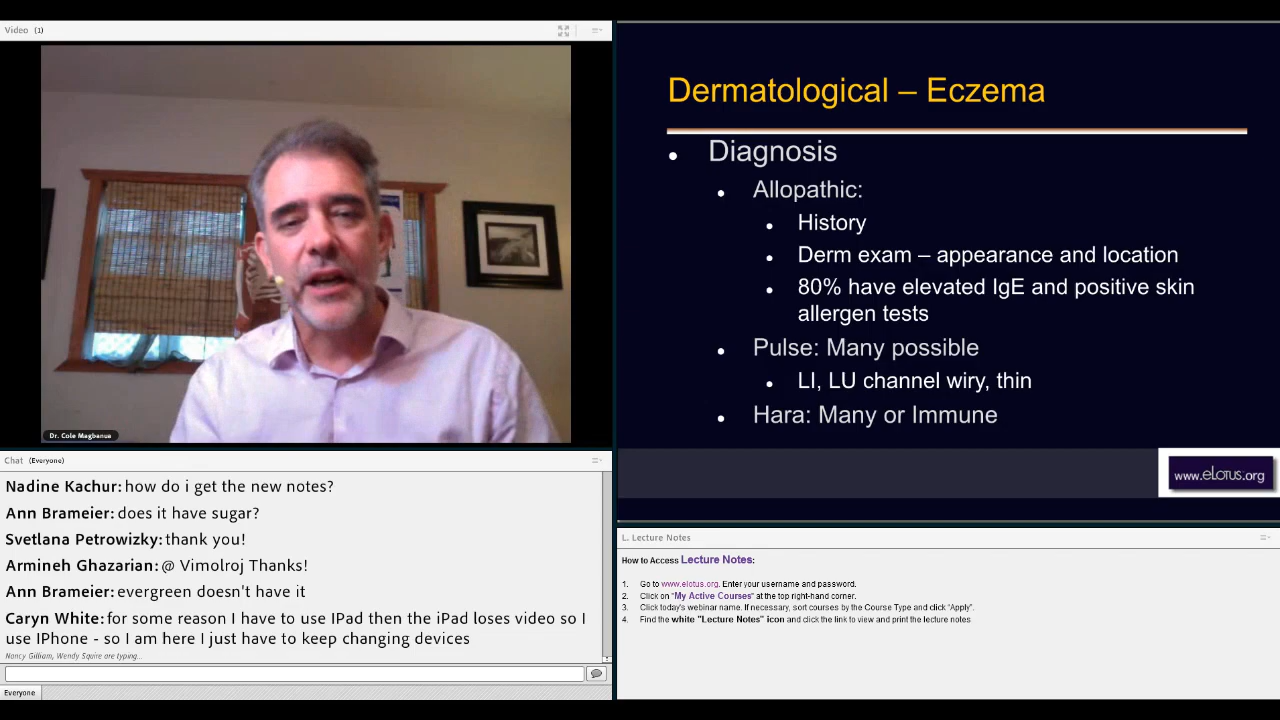 Video (1)
Dr. Cole Magbanua
Dermatological – Eczema
• Diagnosis
• Allopathic:
• History
• Derm exam – appearance and location
• 80% have elevated IgE and positive skin
allergen tests
• Pulse: Many possible
• LI, LU channel wiry, thin
• Hara: Many or Immune
www.eLotus.org
Chat (Everyone)
Nadine Kachur: how do i get the new notes?
Ann Brameier: does it have sugar?
Svetlana Petrowizky: thank you!
Armineh Ghazarian: @ Vimolroj Thanks!
Ann Brameier: evergreen doesn't have it
Caryn White: for some reason I have to use IPad then the iPad loses video so I
use IPhone - so I am here I just have to keep changing devices
Nancy Gilliam, Wendy Squire are typing...
Everyone
L. Lecture Notes
How to Access Lecture Notes:
1. Go to www.elotus.org. Enter your username and password.
2. Click on "My Active Courses" at the top right-hand corner.
3. Click today's webinar name. If necessary, sort courses by the Course Type and click "Apply".
4. Find the white "Lecture Notes" icon and click the link to view and print the lecture notes